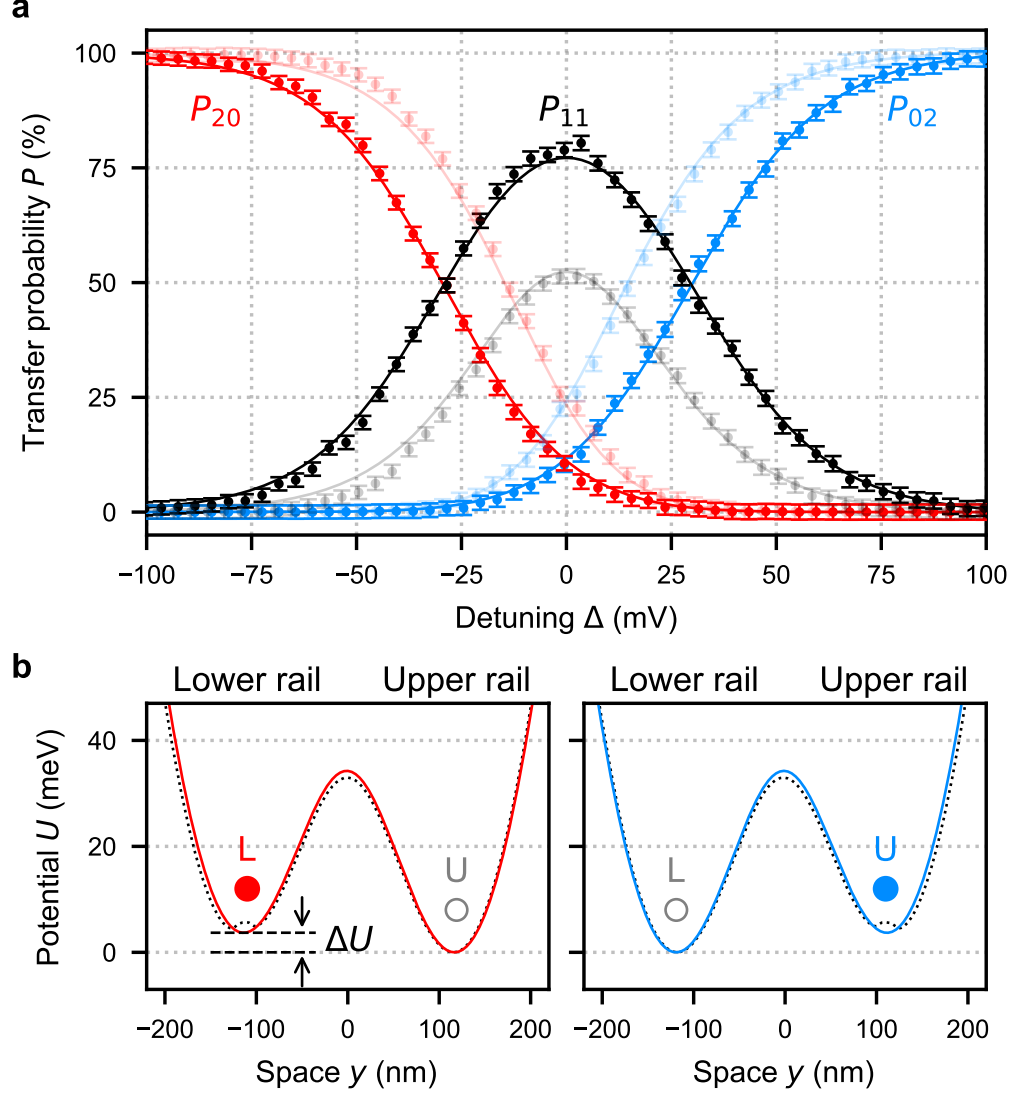 a
Transfer probability P (%)
100
75
50
25
0
P20
P11
P02
−100
−75
−50
−25
0
25
50
75
100
Detuning Δ (mV)
b
Lower rail
Upper rail
Lower rail
Upper rail
Potential U (meV)
40
20
0
L
U
ΔU
L
U
−200
−100
0
100
200
−200
−100
0
100
200
Space y (nm)
Space y (nm)